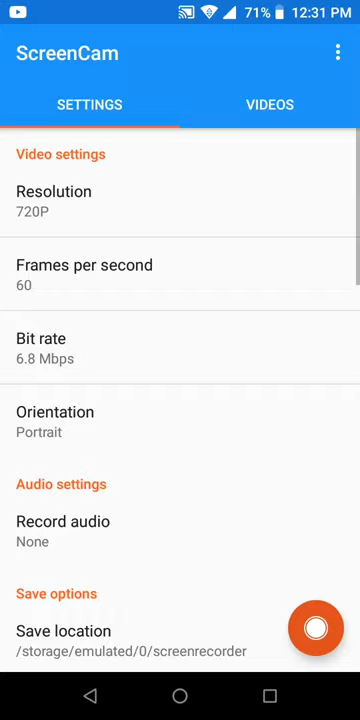 71% 12:31 PM
ScreenCam
SETTINGS VIDEOS
Video settings
Resolution
720P
Frames per second
60
Bit rate
6.8 Mbps
Orientation
Portrait
Audio settings
Record audio
None
Save options
Save location
/storage/emulated/0/screenrecorder